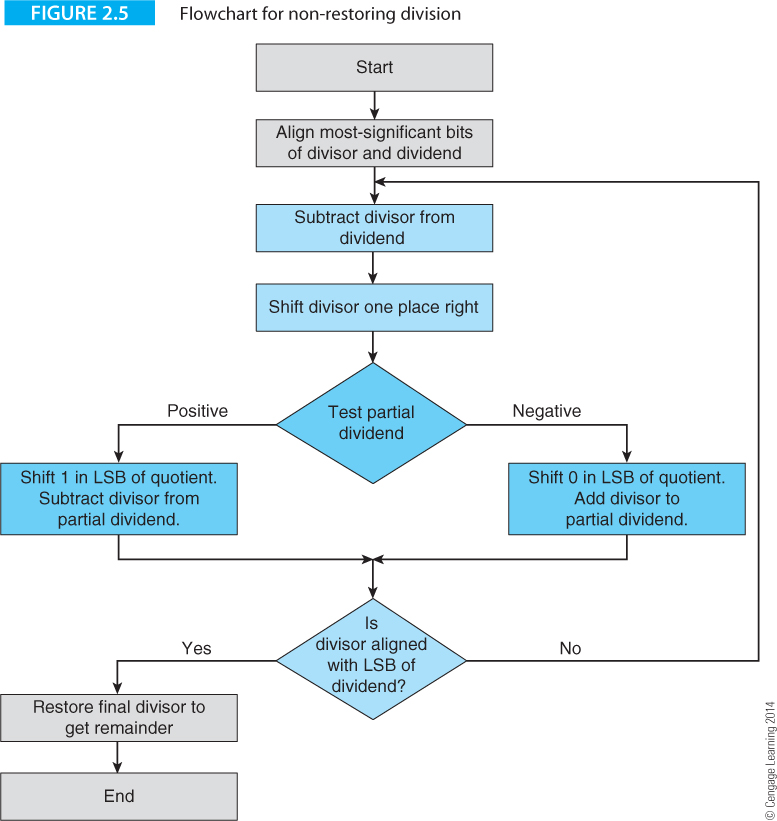 FIGURE 2.5 Flowchart for non-restoring division
Start
Align most-significant bits
of divisor and dividend
Subtract divisor from
dividend
Shift divisor one place right
Test partial
dividend
Positive
Negative
Shift 1 in LSB of quotient.
Subtract divisor from
partial dividend.
Shift 0 in LSB of quotient.
Add divisor to
partial dividend.
Is
divisor aligned
with LSB of
dividend?
Yes
No
Restore final divisor to
get remainder
End
© Cengage Learning 2014